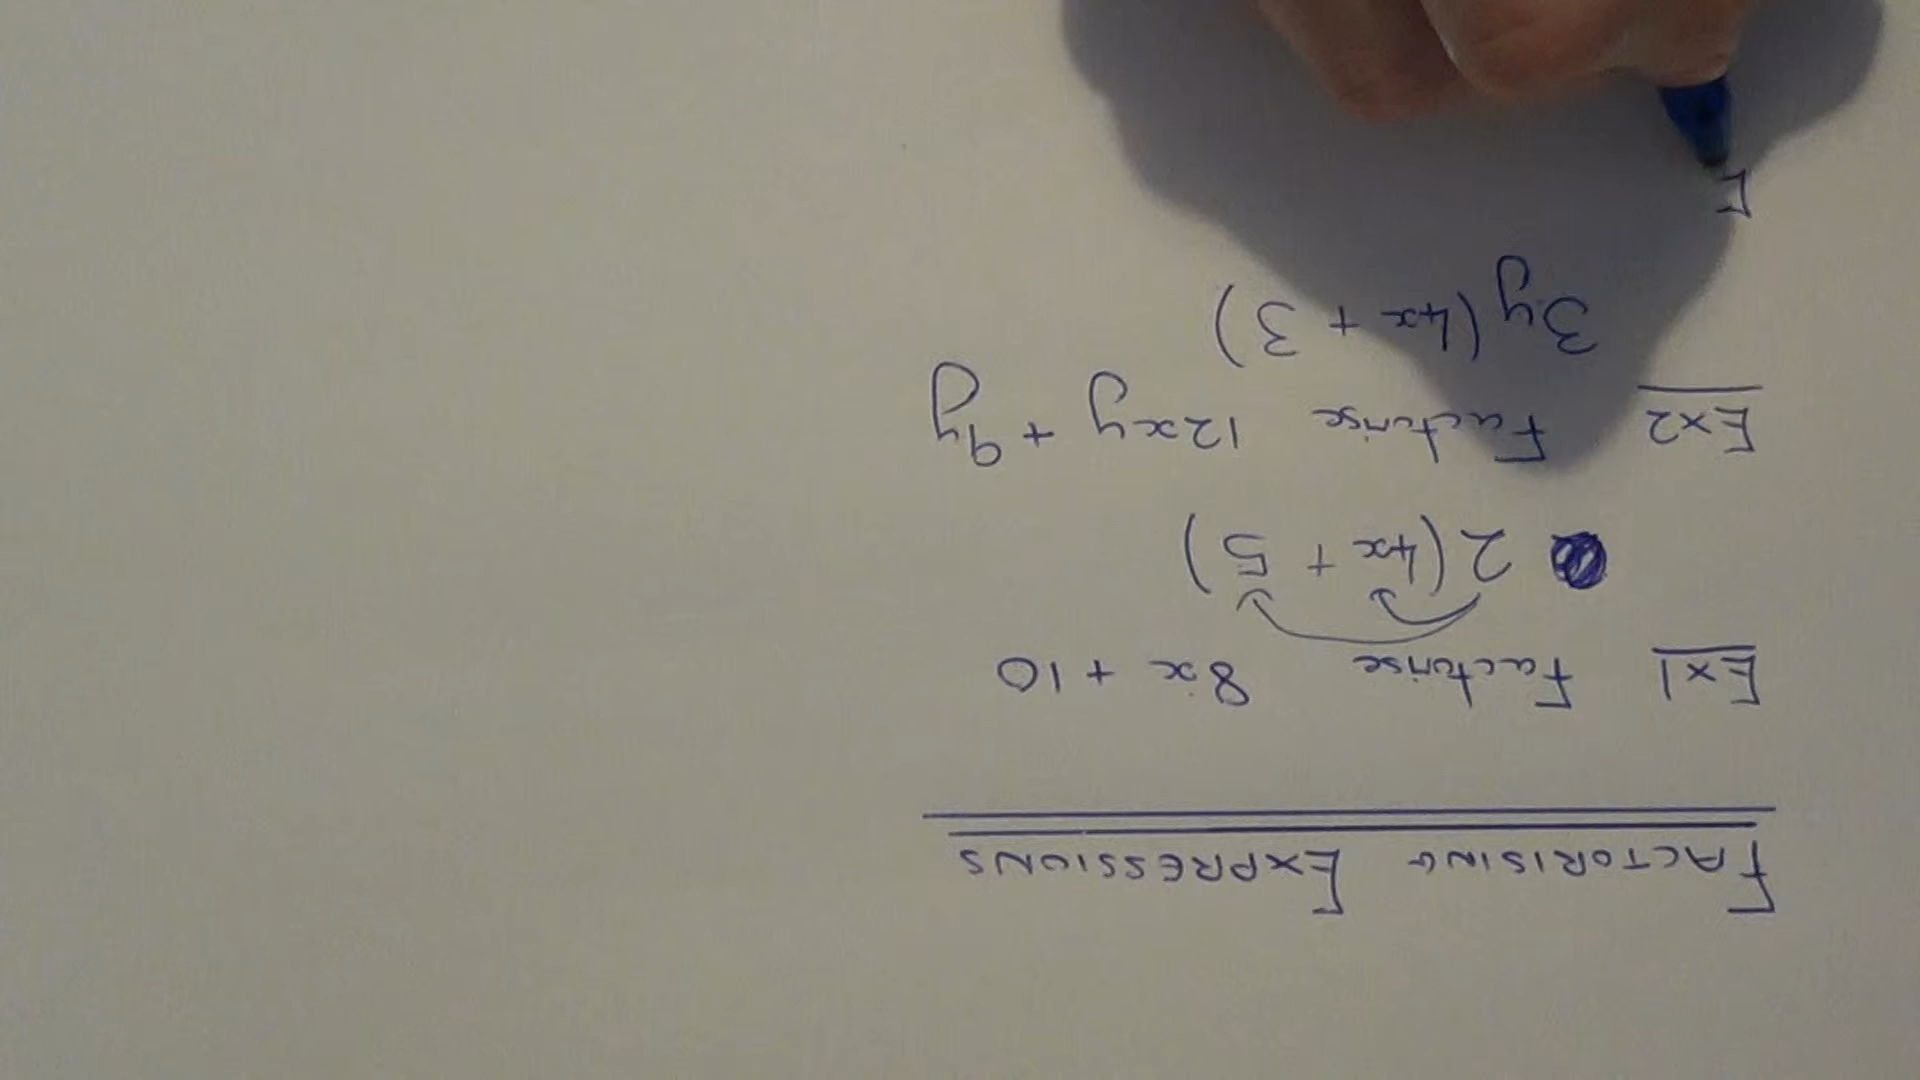 FACTORISING EXPRESSIONS
Ex1 Factorise 8x + 10
2(4x + 5)
Ex2 Factorise 12xy + 9y
3y(4x + 3)
E